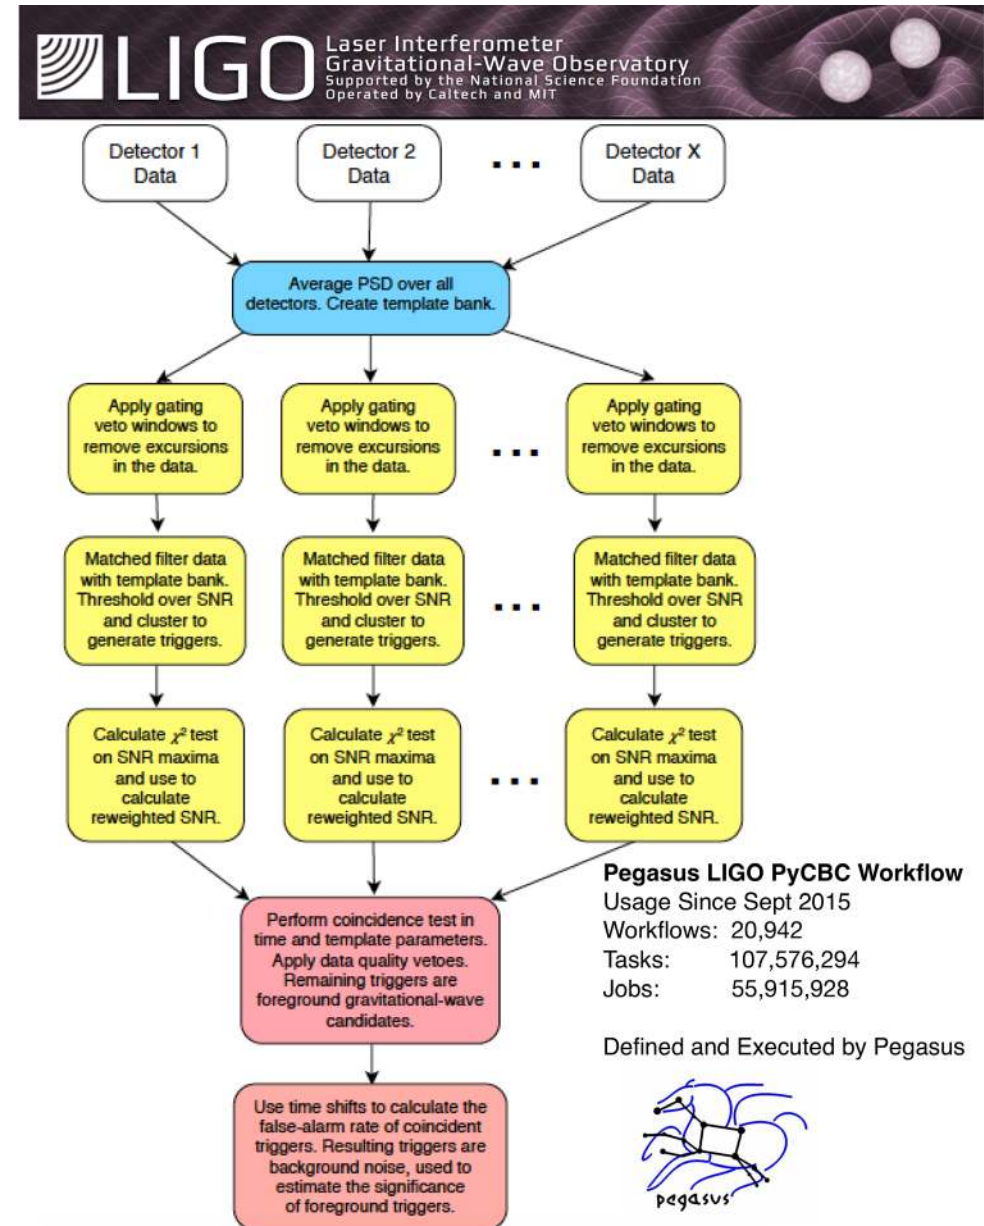 LIGO
Laser Interferometer
Gravitational-Wave Observatory
Supported by the National Science Foundation
Operated by Caltech and MIT
Detector 1
Data
Detector 2
Data
...
Detector X
Data
Average PSD over all
detectors. Create template bank.
Apply gating
veto windows to
remove excursions
in the data.
Apply gating
veto windows to
remove excursions
in the data.
...
Apply gating
veto windows to
remove excursions
in the data.
Matched filter data
with template bank.
Threshold over SNR
and cluster to
generate triggers.
Matched filter data
with template bank.
Threshold over SNR
and cluster to
generate triggers.
...
Matched filter data
with template bank.
Threshold over SNR
and cluster to
generate triggers.
Calculate χ² test
on SNR maxima
and use to
calculate
reweighted SNR.
Calculate χ² test
on SNR maxima
and use to
calculate
reweighted SNR.
...
Calculate χ² test
on SNR maxima
and use to
calculate
reweighted SNR.
Perform coincidence test in
time and template parameters.
Apply data quality vetoes.
Remaining triggers are
foreground gravitational-wave
candidates.
Use time shifts to calculate the
false-alarm rate of coincident
triggers. Resulting triggers are
background noise, used to
estimate the significance
of foreground triggers.
Pegasus LIGO PyCBC Workflow
Usage Since Sept 2015
Workflows: 20,942
Tasks: 107,576,294
Jobs: 55,915,928
Defined and Executed by Pegasus
pegasus